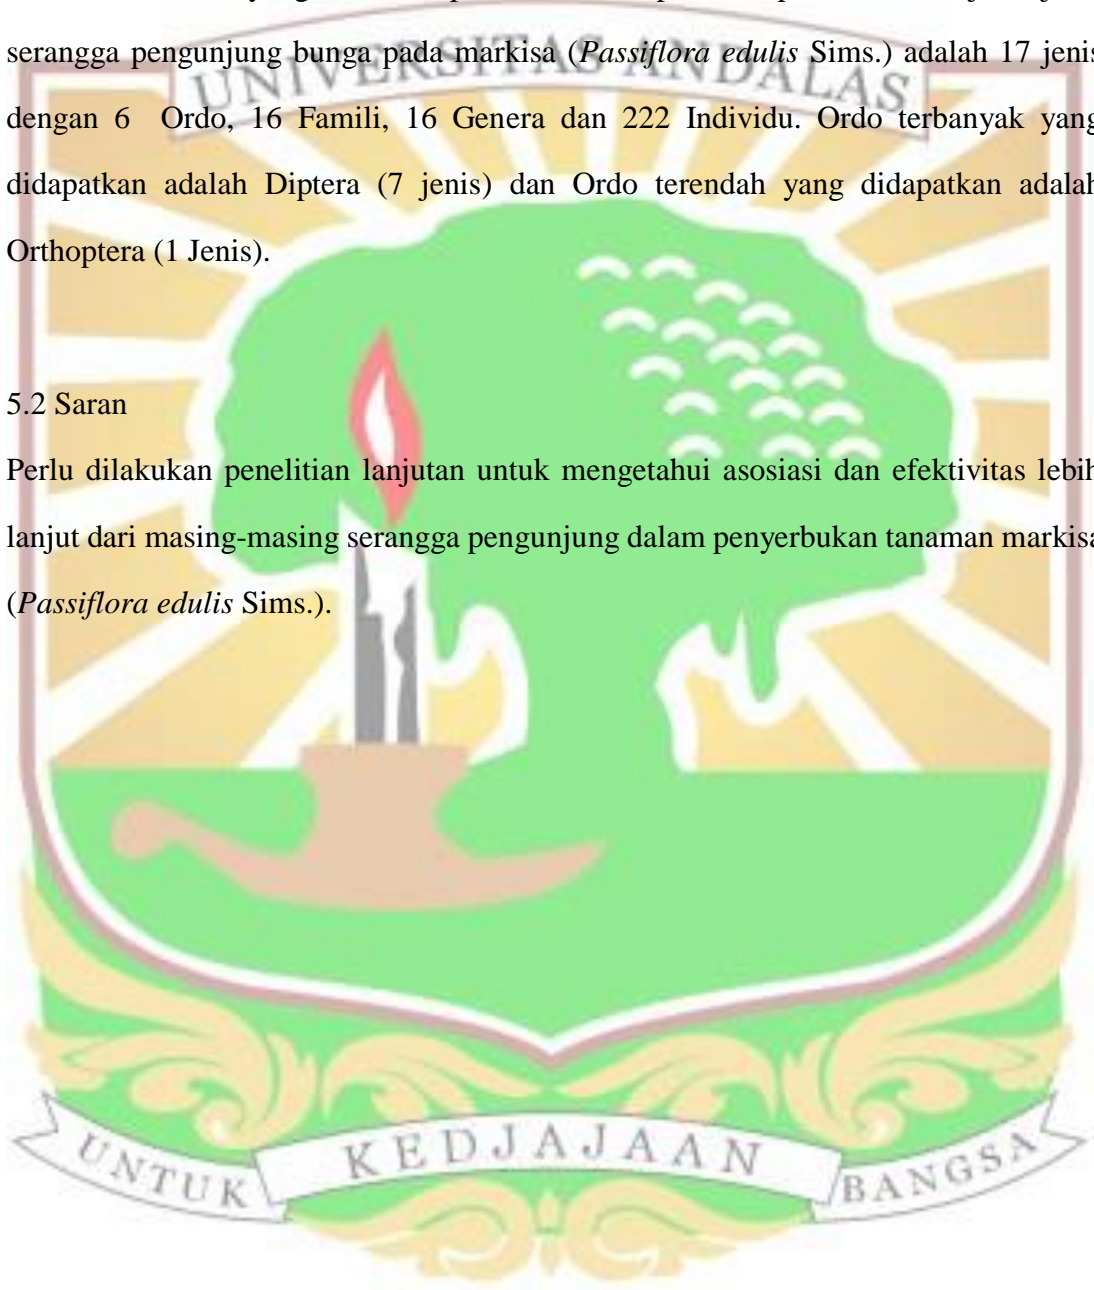 serangga pengunjung bunga pada markisa (Passiflora edulis Sims.) adalah 17 jenis
UNIVERSITAS ANDALAS
dengan 6 Ordo, 16 Famili, 16 Genera dan 222 Individu. Ordo terbanyak yang
didapatkan adalah Diptera (7 jenis) dan Ordo terendah yang didapatkan adalah
Orthoptera (1 Jenis).
5.2 Saran
Perlu dilakukan penelitian lanjutan untuk mengetahui asosiasi dan efektivitas lebih
lanjut dari masing-masing serangga pengunjung dalam penyerbukan tanaman markisa
(Passiflora edulis Sims.).
UNTUK KEDJAJAAN BANGSA